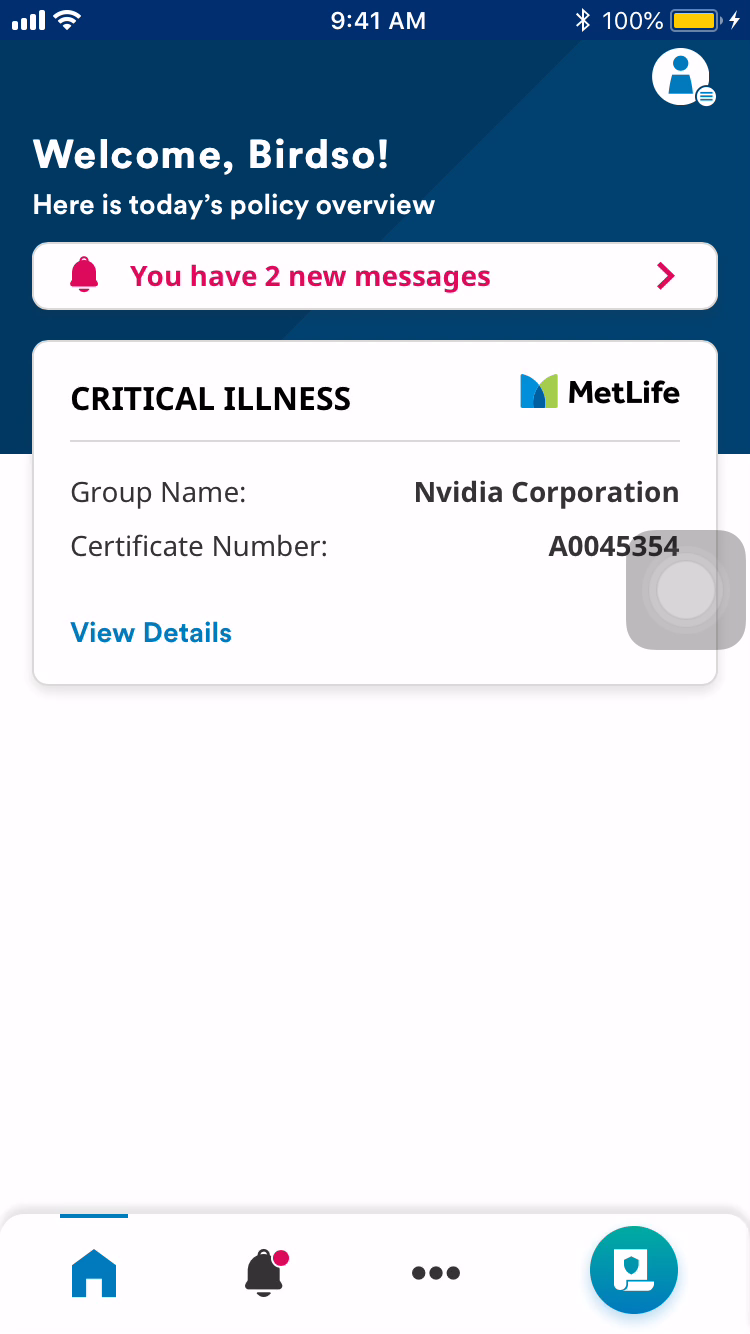 9:41 AM 100%
Welcome, Birdso!
Here is today's policy overview
You have 2 new messages
CRITICAL ILLNESS MetLife
Group Name: Nvidia Corporation
Certificate Number: A0045354
View Details